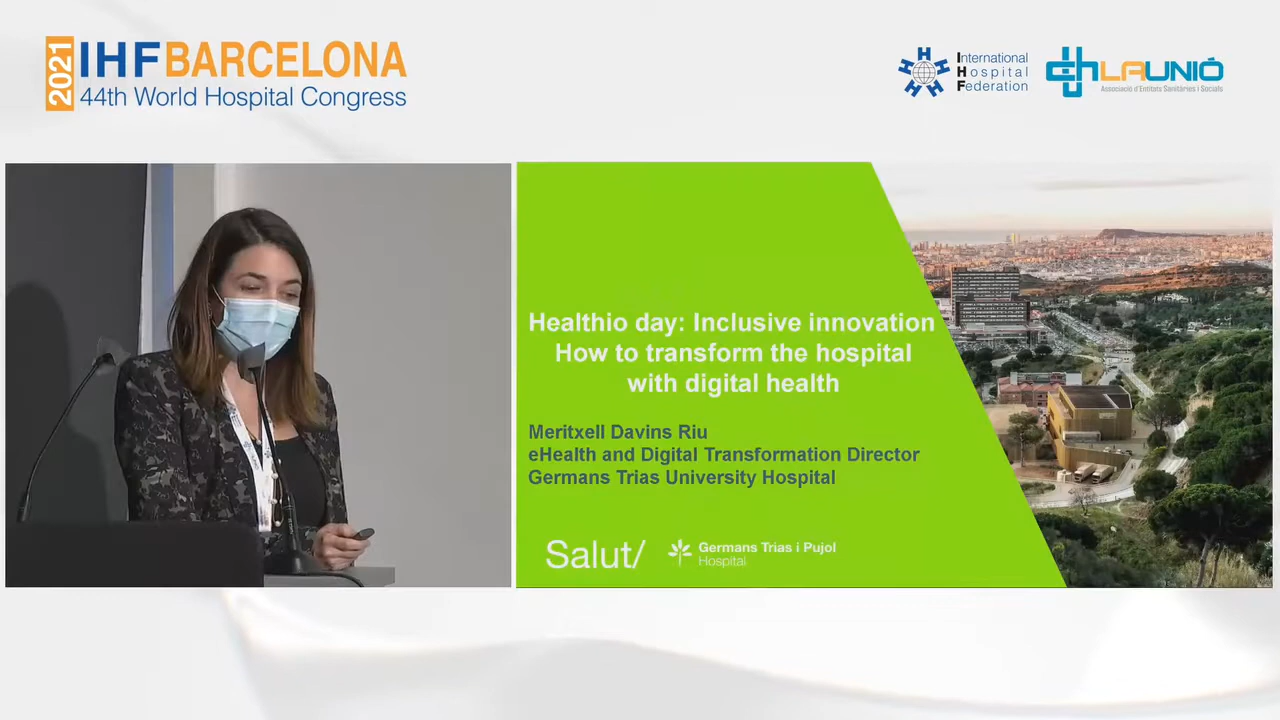 2021
IHF BARCELONA
44th World Hospital Congress
International
Hospital
Federation
LAUNIÓ
Associació d'Entitats Sanitàries i Socials
Healthio day: Inclusive innovation
How to transform the hospital
with digital health
Meritxell Davins Riu
eHealth and Digital Transformation Director
Germans Trias University Hospital
Salut/
Germans Trias i Pujol
Hospital